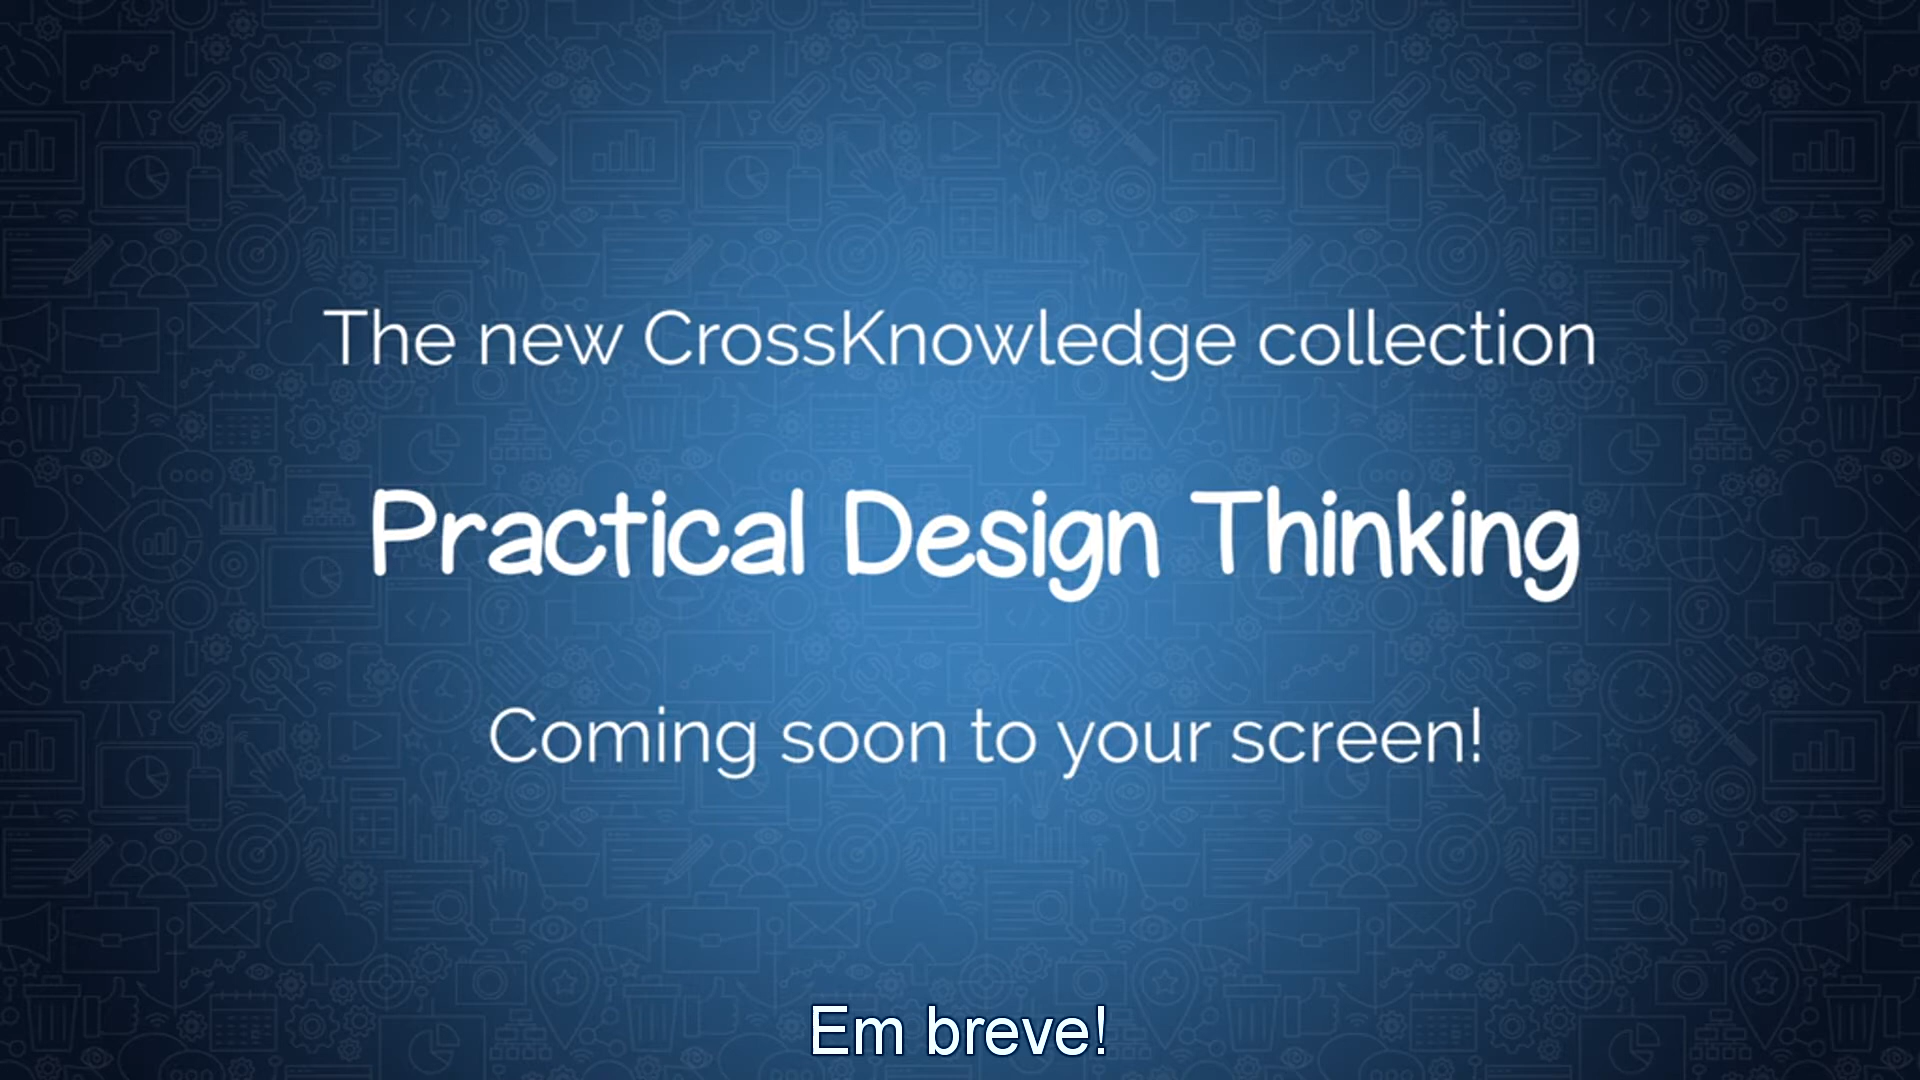 The new CrossKnowledge collection
Practical Design Thinking
Coming soon to your screen!
Em breve!